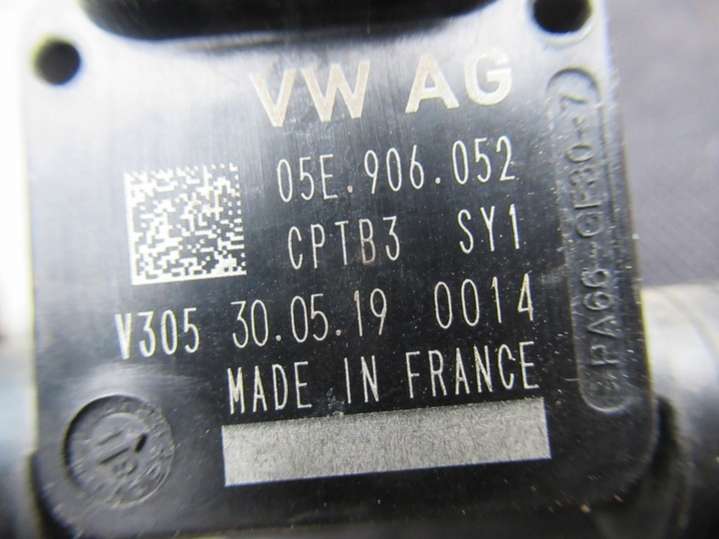 VW AG
05E.906.052
CPTB3 SY1
V305 30.05.19 0014
MADE IN FRANCE